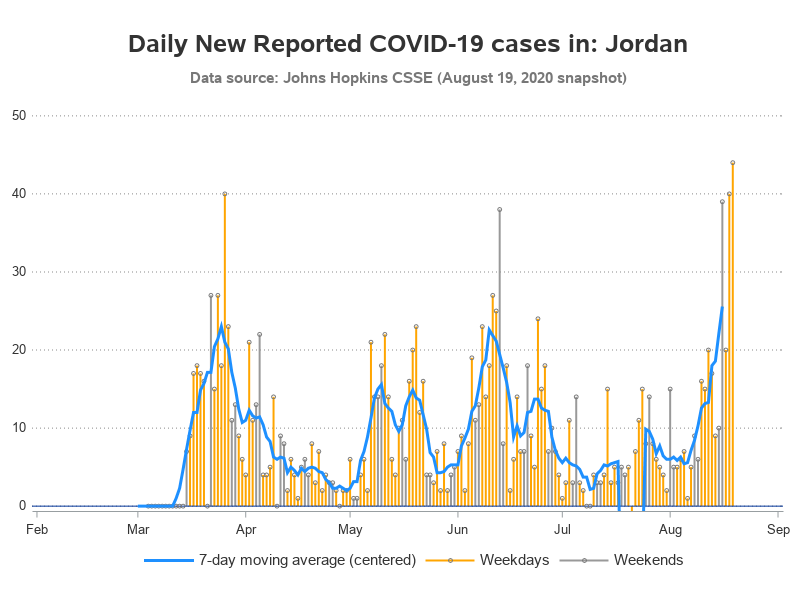 Daily New Reported COVID-19 cases in: Jordan
Data source: Johns Hopkins CSSE (August 19, 2020 snapshot)
50
40
30
20
10
0
Feb Mar Apr May Jun Jul Aug Sep
7-day moving average (centered) Weekdays Weekends